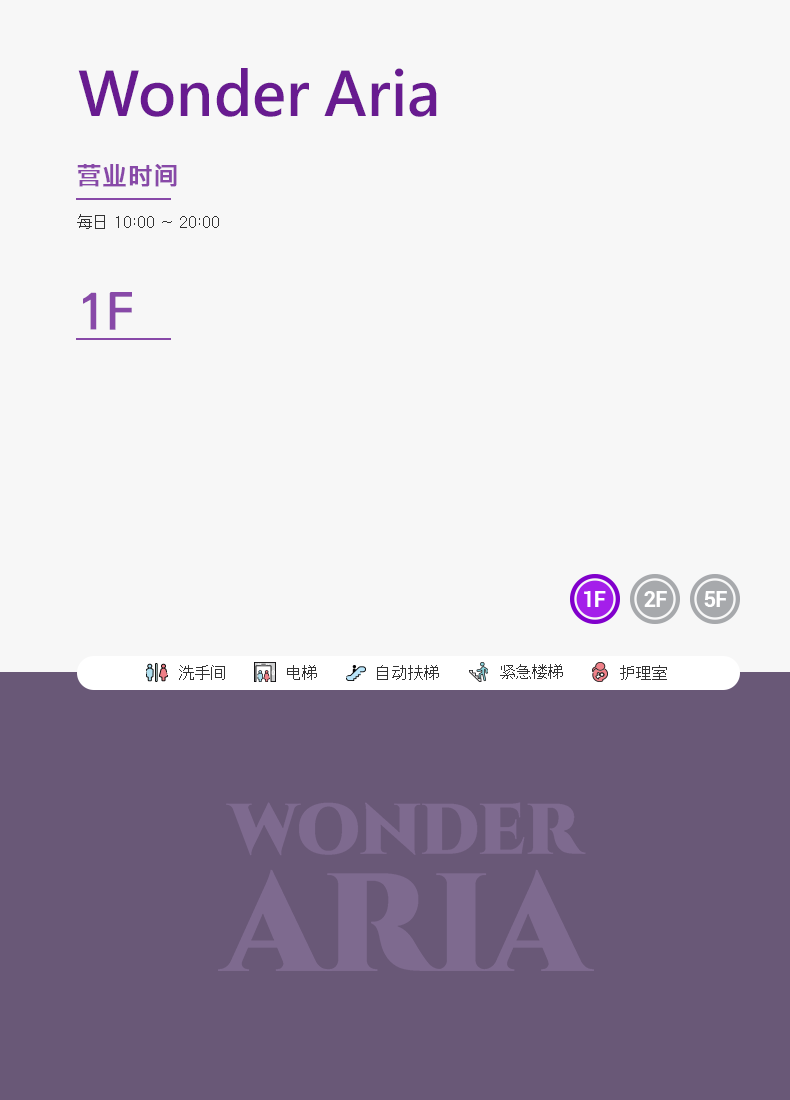 Wonder Aria
营业时间
每日 10:00 ~ 20:00
1F
1F 2F 5F
洗手间 电梯 自动扶梯 紧急楼梯 护理室
WONDER
ARIA